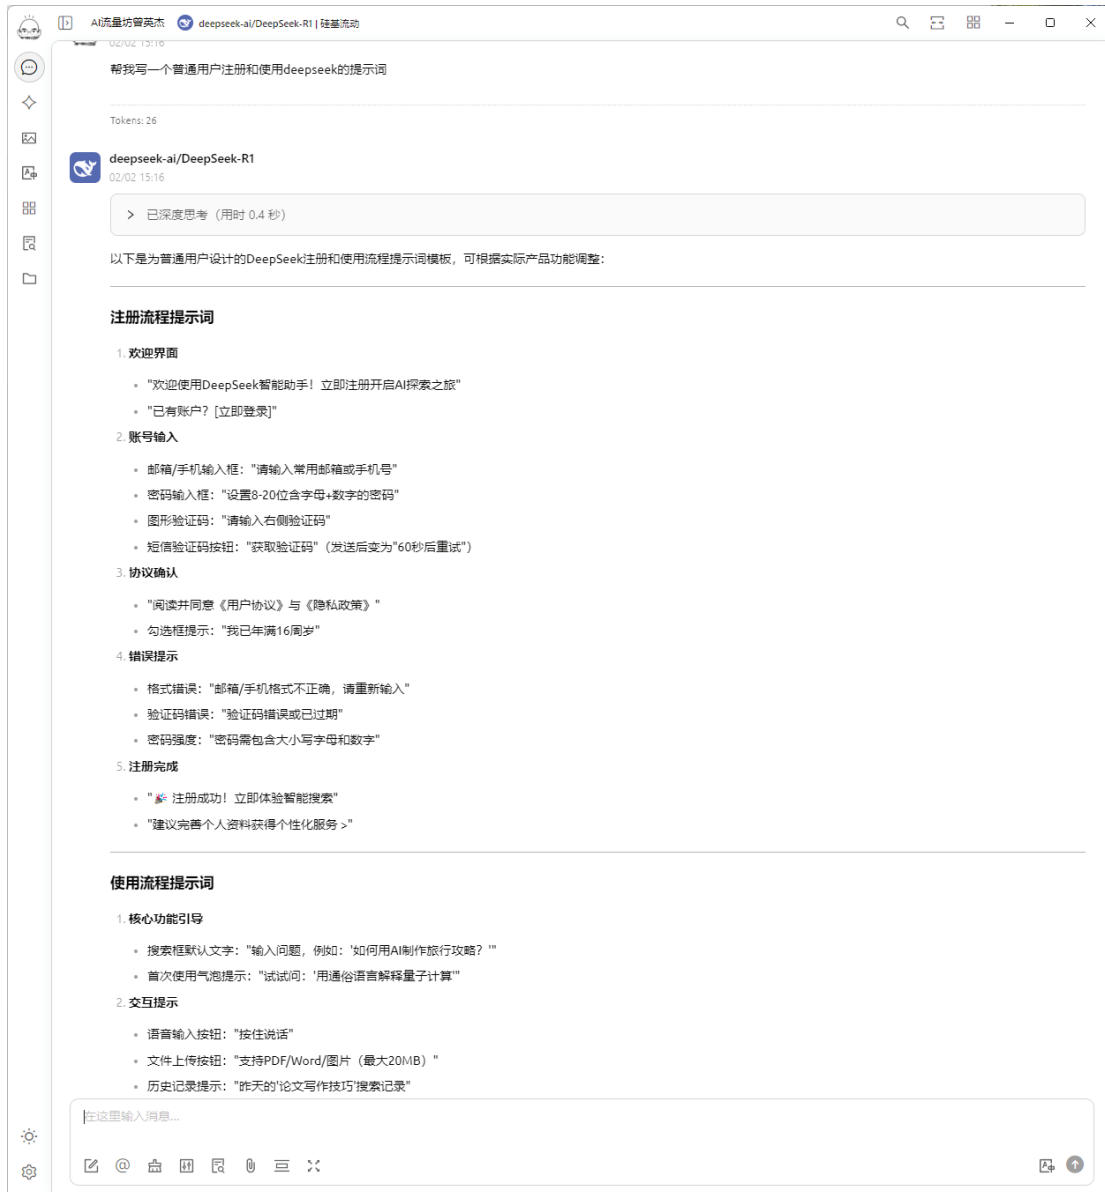 AI流量坊曾英杰 deepseek-ai/DeepSeek-R1 | 硅基流动
02/02 15:16
帮我写一个普通用户注册和使用deepseek的提示词
Tokens: 26
deepseek-ai/DeepSeek-R1
02/02 15:16
已深度思考（用时 0.4 秒）
以下是为普通用户设计的DeepSeek注册和使用流程提示词模板，可根据实际产品功能调整：
注册流程提示词
1. 欢迎界面
• "欢迎使用DeepSeek智能助手！立即注册开启AI探索之旅"
• "已有账户？[立即登录]"
2. 账号输入
• 邮箱/手机输入框："请输入常用邮箱或手机号"
• 密码输入框："设置8-20位含字母+数字的密码"
• 图形验证码："请输入右侧验证码"
• 短信验证码按钮："获取验证码"（发送后变为"60秒后重试"）
3. 协议确认
• "阅读并同意《用户协议》与《隐私政策》"
• 勾选框提示："我已年满16周岁"
4. 错误提示
• 格式错误："邮箱/手机格式不正确，请重新输入"
• 验证码错误："验证码错误或已过期"
• 密码强度："密码需包含大小写字母和数字"
5. 注册完成
• "🎉 注册成功！立即体验智能搜索"
• "建议完善个人资料获得个性化服务 >"
使用流程提示词
1. 核心功能引导
• 搜索框默认文字："输入问题，例如：'如何用AI制作旅行攻略？'"
• 首次使用气泡提示："试试问：'用通俗语言解释量子计算'"
2. 交互提示
• 语音输入按钮："按住说话"
• 文件上传按钮："支持PDF/Word/图片（最大20MB）"
• 历史记录提示："昨天的'论文写作技巧'搜索记录"
在这里输入消息...